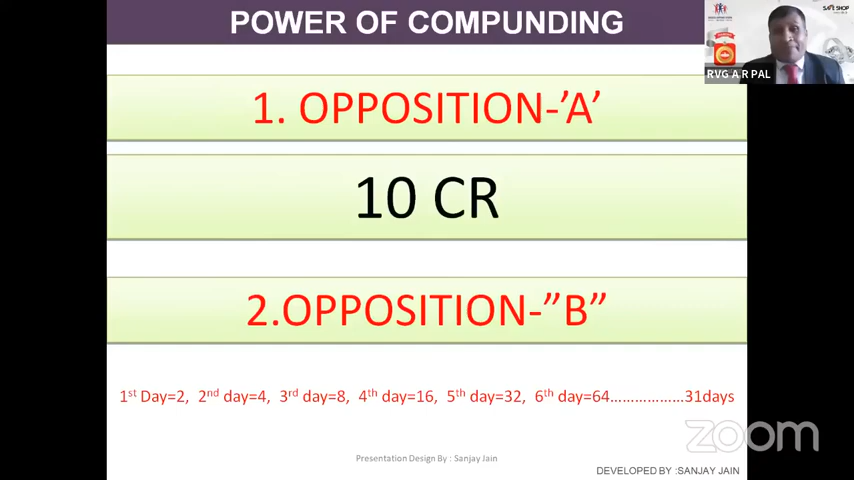 POWER OF COMPUNDING
SAFE SHOP
RVG A R PAL
1. OPPOSITION-’A’
10 CR
2.OPPOSITION-”B”
1st Day=2, 2nd day=4, 3rd day=8, 4th day=16, 5th day=32, 6th day=64………………31days
zoom
Presentation Design By : Sanjay Jain
DEVELOPED BY :SANJAY JAIN